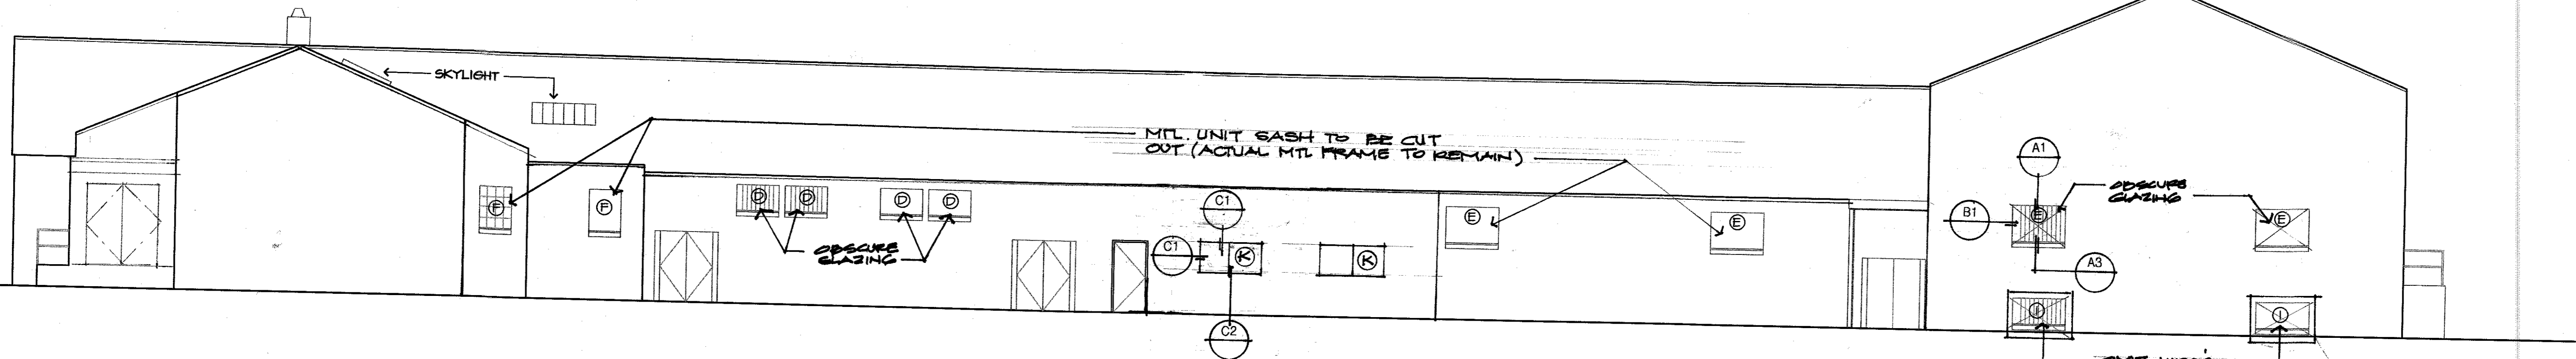 SKYLIGHT
MTL. UNIT SASH TO BE CUT
OUT (ACTUAL MTL FRAME TO REMAIN)
A1
OBSCURE
GLAZING
F
F
D
D
D
D
C1
E
E
B1
E
E
OBSCURE
GLAZING
C1
K
K
A3
I
I
C2